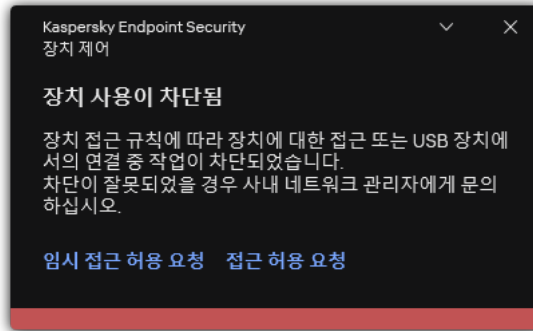 Kaspersky Endpoint Security
장치 제어
장치 사용이 차단됨
장치 접근 규칙에 따라 장치에 대한 접근 또는 USB 장치에
서의 연결 중 작업이 차단되었습니다.
차단이 잘못되었을 경우 사내 네트워크 관리자에게 문의
하십시오.
임시 접근 허용 요청 접근 허용 요청